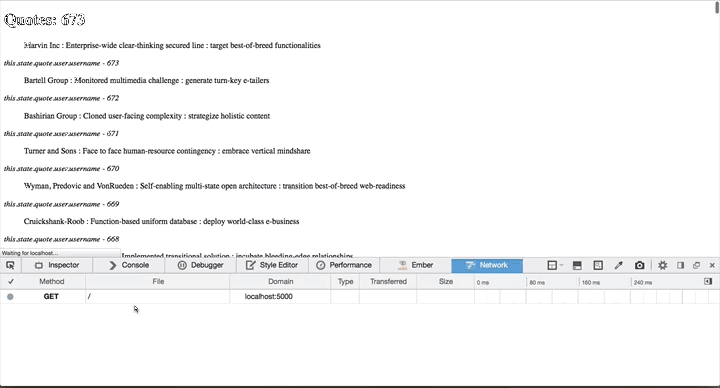 Quotes: 673
Marvin Inc : Enterprise-wide clear-thinking secured line : target best-of-breed functionalities
this.state.quote.user.username - 673
Bartell Group : Monitored multimedia challenge : generate turn-key e-tailers
this.state.quote.user.username - 672
Bashirian Group : Cloned user-facing complexity : strategize holistic content
this.state.quote.user.username - 671
Turner and Sons : Face to face human-resource contingency : embrace vertical mindshare
this.state.quote.user.username - 670
Wyman, Predovic and VonRueden : Self-enabling multi-state open architecture : transition best-of-breed web-readiness
this.state.quote.user.username - 669
Cruickshank-Roob : Function-based uniform database : deploy world-class e-business
this.state.quote.user.username - 668
Waiting for localhost...
Implemented transitional solution : incubate bleeding-edge relationships
Inspector Console Debugger Style Editor Performance Ember Network
Method File Domain Type Transferred Size 0 ms 80 ms 160 ms 240 ms
GET / localhost:5000